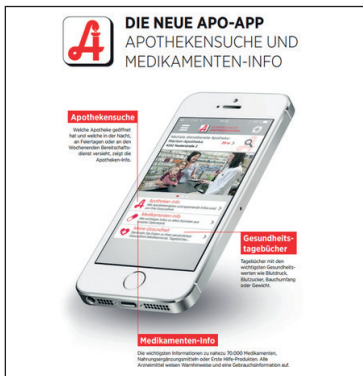 DIE NEUE APO-APP
APOTHEKENSUCHE UND
MEDIKAMENTEN-INFO
Apothekensuche
Welche Apotheke geöffnet
hat und welche in der Nacht,
an Feiertagen oder an den
Wochenenden Bereitschafts-
dienst versieht, zeigt die
Apotheken-Info.
Apotheken-Info
Medikamenten-Info
Meine Gesundheit
Gesundheits-
tagebücher
Tagebücher mit den
wichtigsten Gesundheits-
werten wie Blutdruck,
Blutzucker, Bauchumfang
oder Gewicht.
Medikamenten-Info
Die wichtigsten Informationen zu nahezu 70.000 Medikamenten,
Nahrungsergänzungsmitteln oder Erste Hilfe-Produkten. Alle
Arzneimittel weisen Warnhinweise und eine Gebrauchsinformation auf.